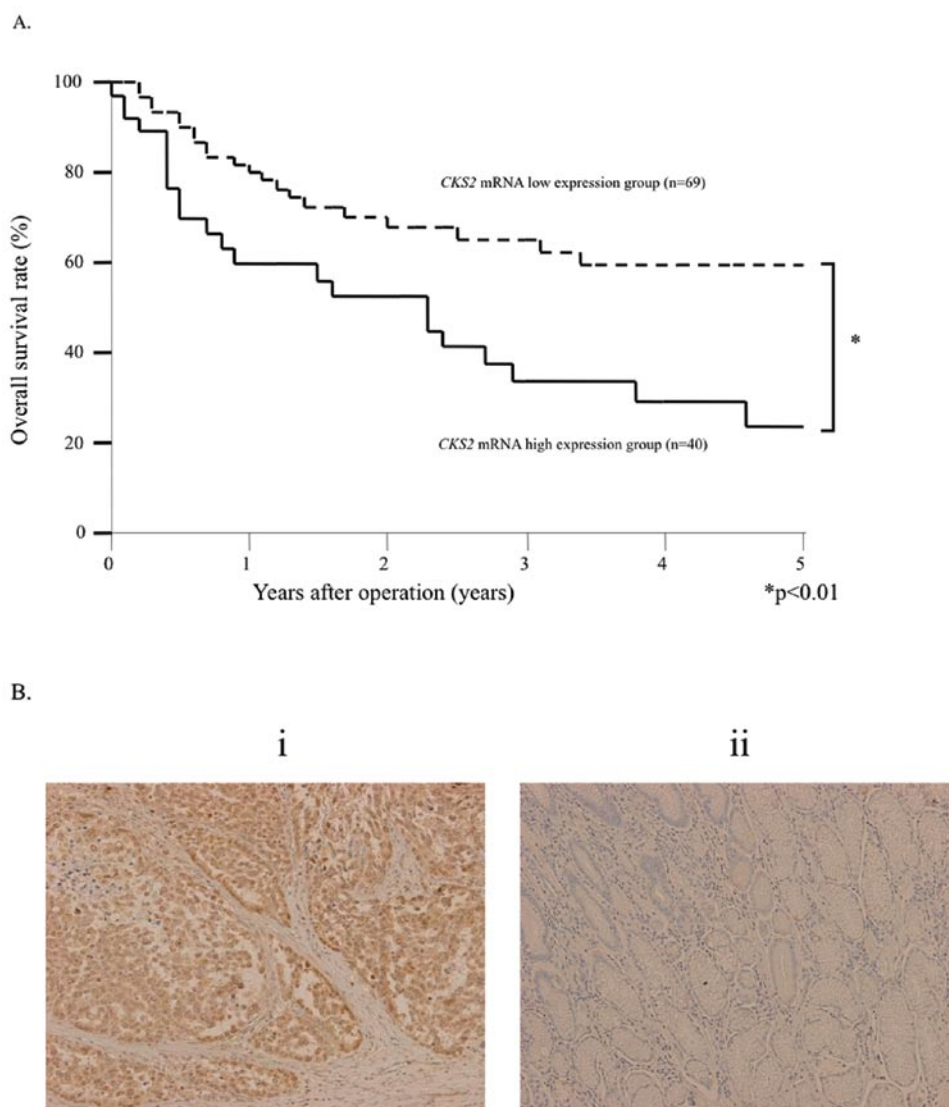 A.
100
80
60
40
20
0
Overall survival rate (%)
CKS2 mRNA low expression group (n=69)
*
CKS2 mRNA high expression group (n=40)
0 1 2 3 4 5
Years after operation (years)
*p<0.01
B.
i ii